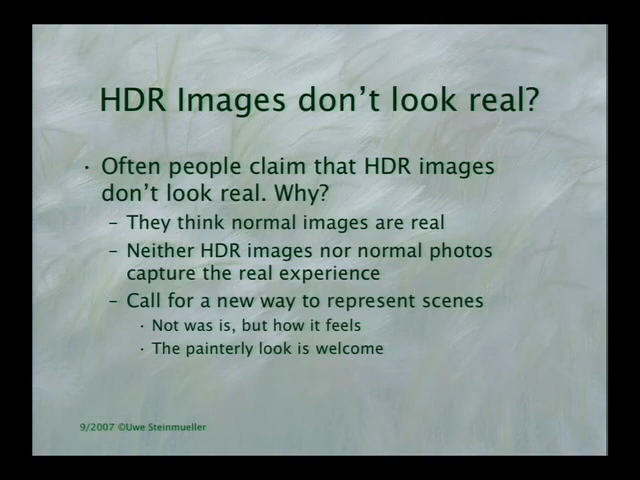 HDR Images don't look real?
· Often people claim that HDR images
don't look real. Why?
– They think normal images are real
– Neither HDR images nor normal photos
capture the real experience
– Call for a new way to represent scenes
· Not was is, but how it feels
· The painterly look is welcome
9/2007 ©Uwe Steinmueller